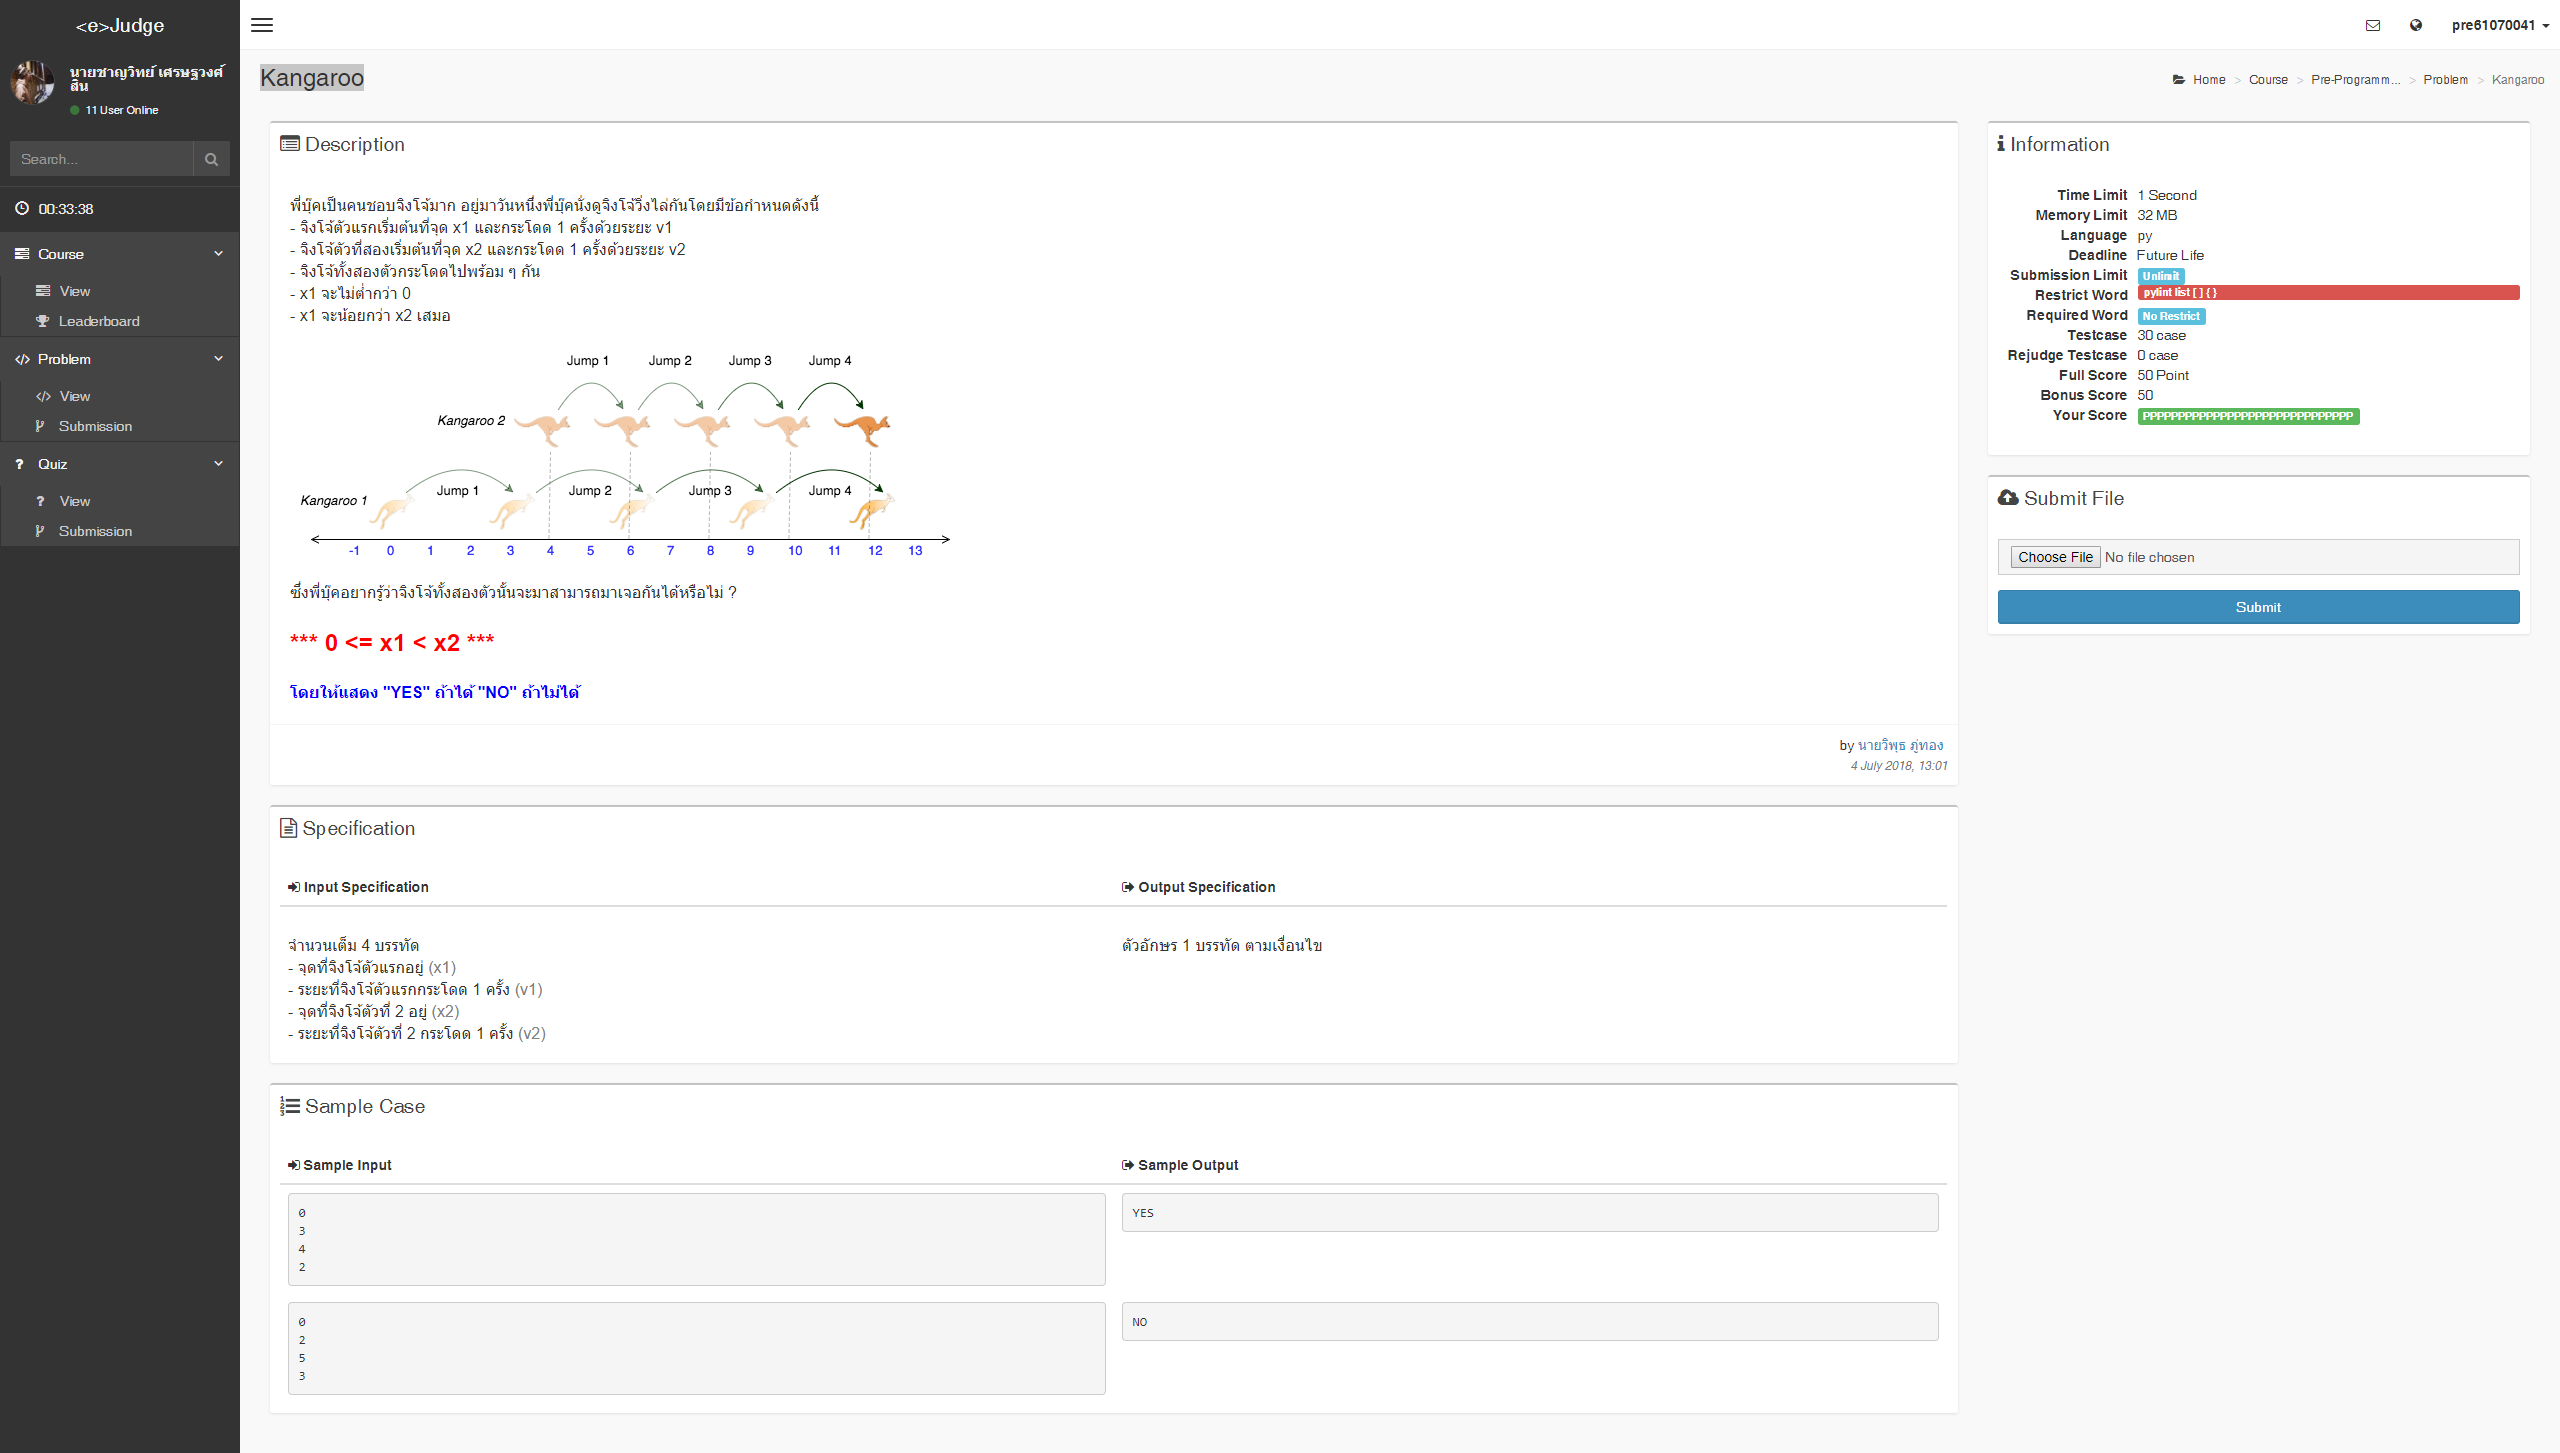 <e>Judge
นายชาญวิทย์ เศรษฐวงศ์
สิน
11 User Online
Search...
00:33:38
Course
View
Leaderboard
Problem
View
Submission
Quiz
View
Submission
pre61070041
Kangaroo
Home > Course > Pre-Programm... > Problem > Kangaroo
Description
พี่บุ๊คเป็นคนชอบจิงโจ้มาก อยู่มาวันหนึ่งพี่บุ๊คนั่งดูจิงโจ้วิ่งไล่กันโดยมีข้อกำหนดดังนี้
- จิงโจ้ตัวแรกเริ่มต้นที่จุด x1 และกระโดด 1 ครั้งด้วยระยะ v1
- จิงโจ้ตัวที่สองเริ่มต้นที่จุด x2 และกระโดด 1 ครั้งด้วยระยะ v2
- จิงโจ้ทั้งสองตัวกระโดดไปพร้อม ๆ กัน
- x1 จะไม่ต่ำกว่า 0
- x1 จะน้อยกว่า x2 เสมอ
Jump 1 Jump 2 Jump 3 Jump 4
Kangaroo 2
Jump 1 Jump 2 Jump 3 Jump 4
Kangaroo 1
-1 0 1 2 3 4 5 6 7 8 9 10 11 12 13
ซึ่งพี่บุ๊คอยากรู้ว่าจิงโจ้ทั้งสองตัวนั้นจะมาสามารถมาเจอกันได้หรือไม่ ?
*** 0 <= x1 < x2 ***
โดยให้แสดง "YES" ถ้าได้ "NO" ถ้าไม่ได้
by นายวิพุธ ภู่ทอง
4 July 2018, 13:01
Specification
Input Specification
จำนวนเต็ม 4 บรรทัด
- จุดที่จิงโจ้ตัวแรกอยู่ (x1)
- ระยะที่จิงโจ้ตัวแรกกระโดด 1 ครั้ง (v1)
- จุดที่จิงโจ้ตัวที่ 2 อยู่ (x2)
- ระยะที่จิงโจ้ตัวที่ 2 กระโดด 1 ครั้ง (v2)
Output Specification
ตัวอักษร 1 บรรทัด ตามเงื่อนไข
Sample Case
Sample Input
Sample Output
0
3
4
2
YES
0
2
5
3
NO
Information
Time Limit 1 Second
Memory Limit 32 MB
Language py
Deadline Future Life
Submission Limit Unlimit
Restrict Word pylint list [ ] { }
Required Word No Restrict
Testcase 30 case
Rejudge Testcase 0 case
Full Score 50 Point
Bonus Score 50
Your Score PPPPPPPPPPPPPPPPPPPPPPPPPPPPPP
Submit File
Choose File No file chosen
Submit